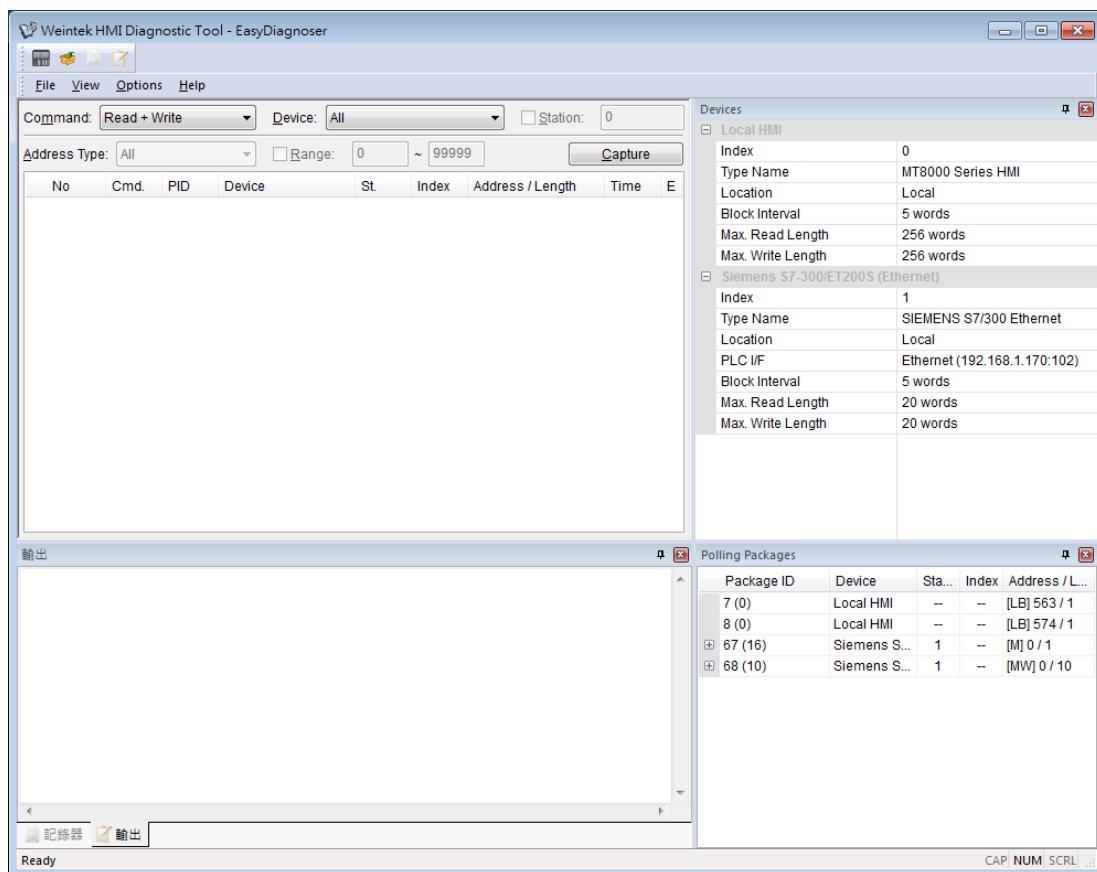 Weintek HMI Diagnostic Tool - EasyDiagnoser
File View Options Help
Command: Read + Write Device: All Station: 0
Address Type: All Range: 0 ~ 99999 Capture
No Cmd. PID Device St. Index Address / Length Time E
Devices
Local HMI
Index 0
Type Name MT8000 Series HMI
Location Local
Block Interval 5 words
Max. Read Length 256 words
Max. Write Length 256 words
Siemens S7-300/ET200S (Ethernet)
Index 1
Type Name SIEMENS S7/300 Ethernet
Location Local
PLC I/F Ethernet (192.168.1.170:102)
Block Interval 5 words
Max. Read Length 20 words
Max. Write Length 20 words
輸出
記錄器 輸出
Polling Packages
Package ID Device Sta... Index Address / L...
7 (0) Local HMI -- -- [LB] 563 / 1
8 (0) Local HMI -- -- [LB] 574 / 1
67 (16) Siemens S... 1 -- [M] 0 / 1
68 (10) Siemens S... 1 -- [MW] 0 / 10
Ready CAP NUM SCRL